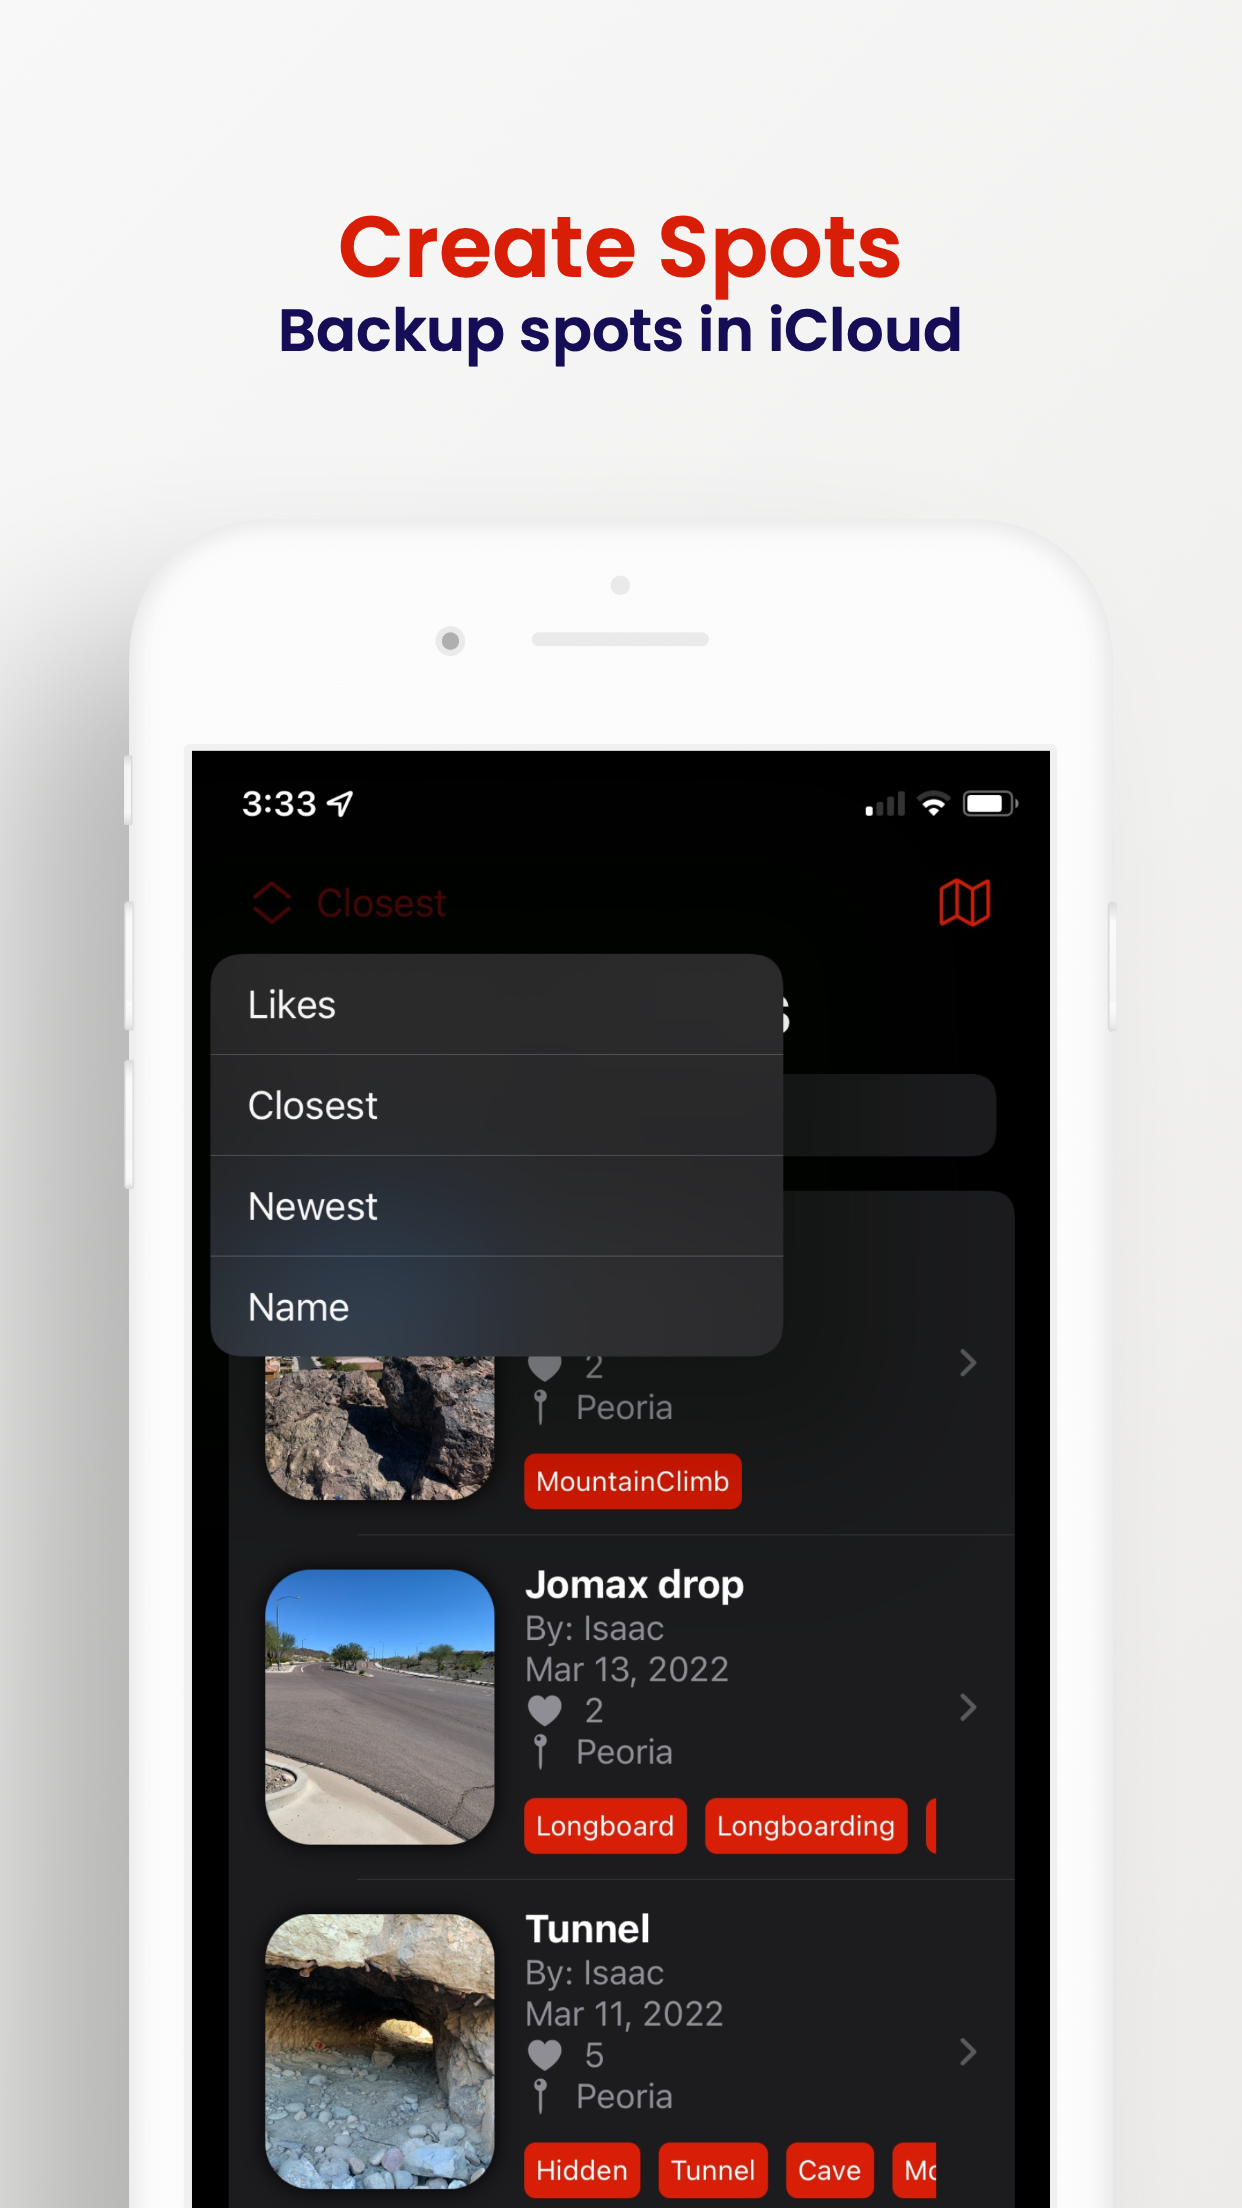 Create Spots
Backup spots in iCloud
3:33
Closest
Likes
Closest
Newest
Name
2
Peoria
MountainClimb
Jomax drop
By: Isaac
Mar 13, 2022
2
Peoria
Longboard Longboarding
Tunnel
By: Isaac
Mar 11, 2022
5
Peoria
Hidden Tunnel Cave